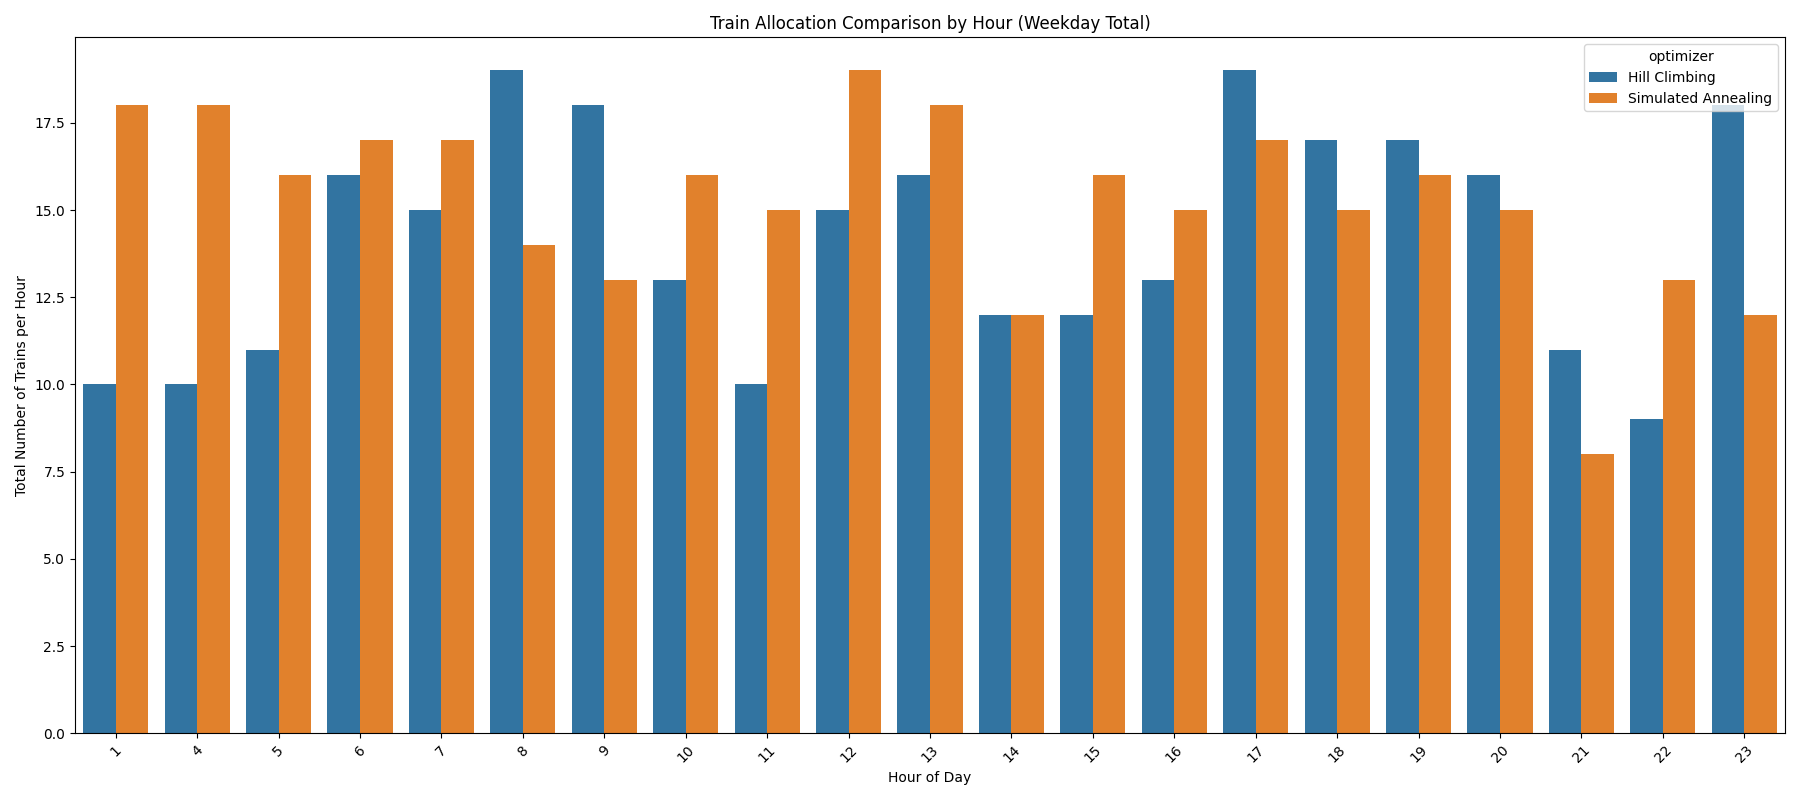 Train Allocation Comparison by Hour (Weekday Total)
optimizer
Hill Climbing
Simulated Annealing
Total Number of Trains per Hour
17.5
15.0
12.5
10.0
7.5
5.0
2.5
0.0
1 4 5 6 7 8 9 10 11 12 13 14 15 16 17 18 19 20 21 22 23
Hour of Day